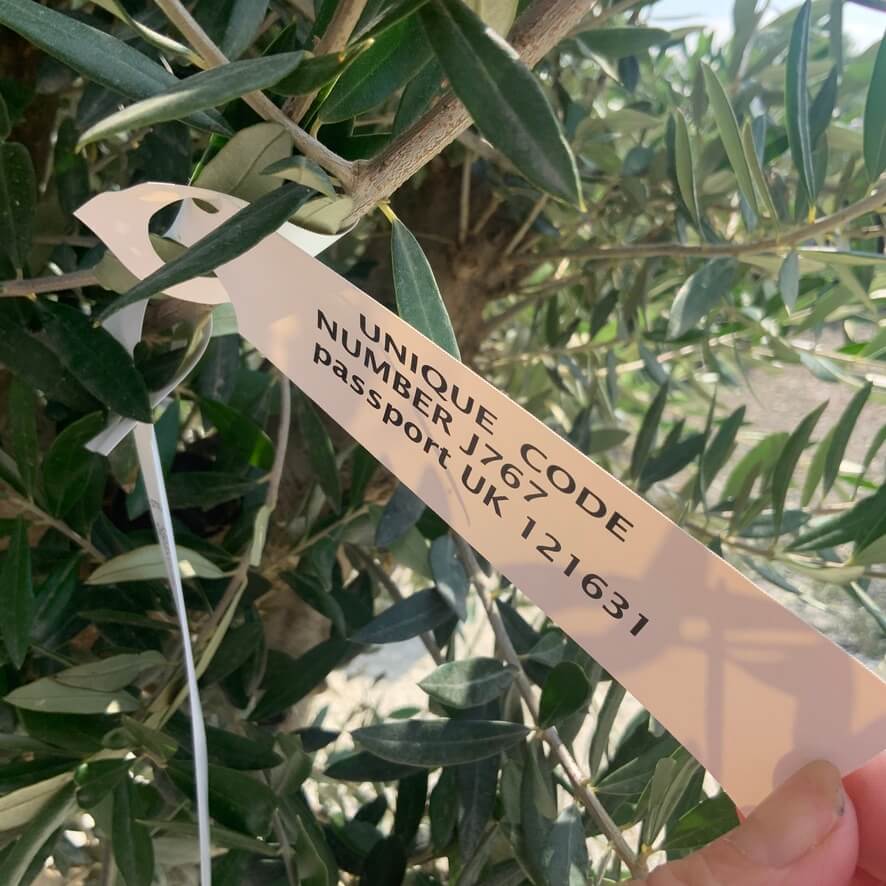 UNIQUE CODE
NUMBER J767
passport UK 121631